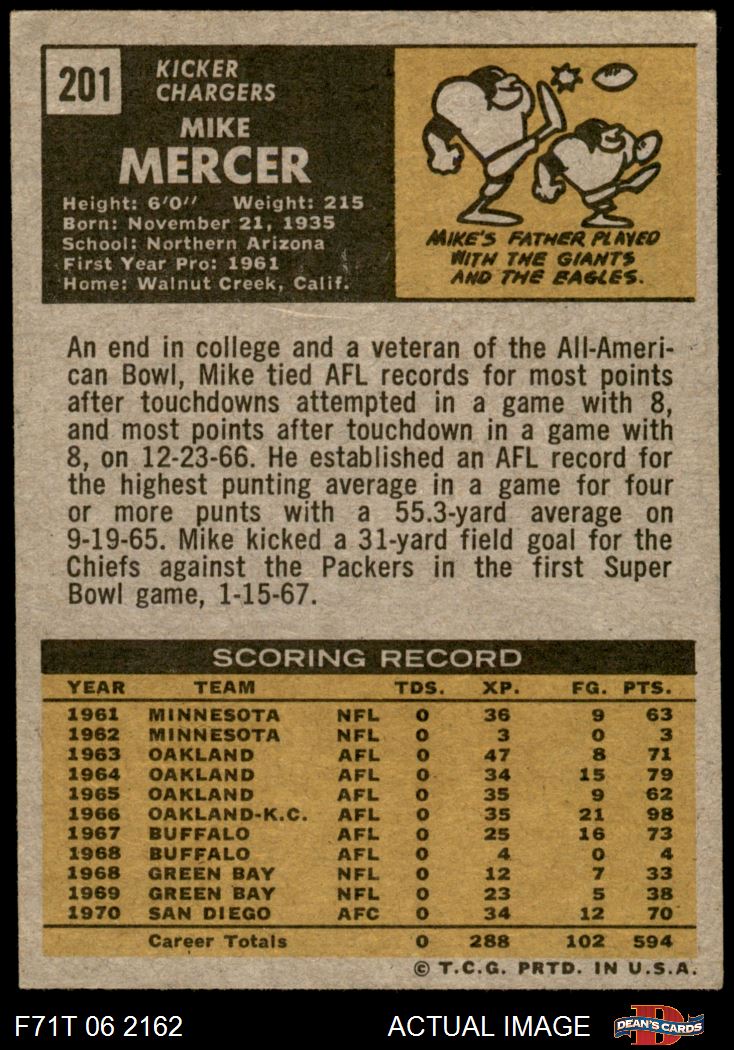 201
KICKER
CHARGERS
MIKE
MERCER
Height: 6'0" Weight: 215
Born: November 21, 1935
School: Northern Arizona
First Year Pro: 1961
Home: Walnut Creek, Calif.
MIKE'S FATHER PLAYED
WITH THE GIANTS
AND THE EAGLES.
An end in college and a veteran of the All-Ameri-
can Bowl, Mike tied AFL records for most points
after touchdowns attempted in a game with 8,
and most points after touchdown in a game with
8, on 12-23-66. He established an AFL record for
the highest punting average in a game for four
or more punts with a 55.3-yard average on
9-19-65. Mike kicked a 31-yard field goal for the
Chiefs against the Packers in the first Super
Bowl game, 1-15-67.
SCORING RECORD
YEAR TEAM TDS. XP. FG. PTS.
1961 MINNESOTA NFL 0 36 9 63
1962 MINNESOTA NFL 0 3 0 3
1963 OAKLAND AFL 0 47 8 71
1964 OAKLAND AFL 0 34 15 79
1965 OAKLAND AFL 0 35 9 62
1966 OAKLAND-K.C. AFL 0 35 21 98
1967 BUFFALO AFL 0 25 16 73
1968 BUFFALO AFL 0 4 0 4
1968 GREEN BAY NFL 0 12 7 33
1969 GREEN BAY NFL 0 23 5 38
1970 SAN DIEGO AFC 0 34 12 70
Career Totals 0 288 102 594
© T.C.G. PRTD. IN U.S.A.
F71T 06 2162 ACTUAL IMAGE D DEAN'S CARDS